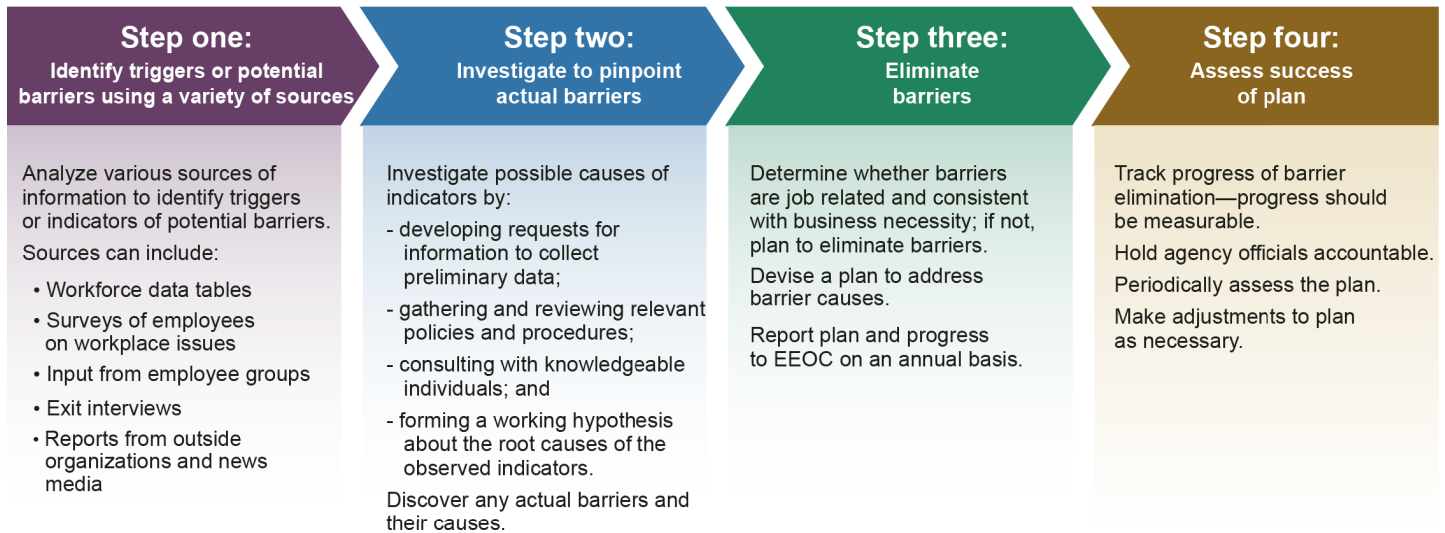 Step one:
Identify triggers or potential
barriers using a variety of sources
Analyze various sources of
information to identify triggers
or indicators of potential barriers.
Sources can include:
• Workforce data tables
• Surveys of employees
on workplace issues
• Input from employee groups
• Exit interviews
• Reports from outside
organizations and news
media
Step two:
Investigate to pinpoint
actual barriers
Investigate possible causes of
indicators by:
- developing requests for
information to collect
preliminary data;
- gathering and reviewing relevant
policies and procedures;
- consulting with knowledgeable
individuals; and
- forming a working hypothesis
about the root causes of the
observed indicators.
Discover any actual barriers and
their causes.
Step three:
Eliminate
barriers
Determine whether barriers
are job related and consistent
with business necessity; if not,
plan to eliminate barriers.
Devise a plan to address
barrier causes.
Report plan and progress
to EEOC on an annual basis.
Step four:
Assess success
of plan
Track progress of barrier
elimination—progress should
be measurable.
Hold agency officials accountable.
Periodically assess the plan.
Make adjustments to plan
as necessary.